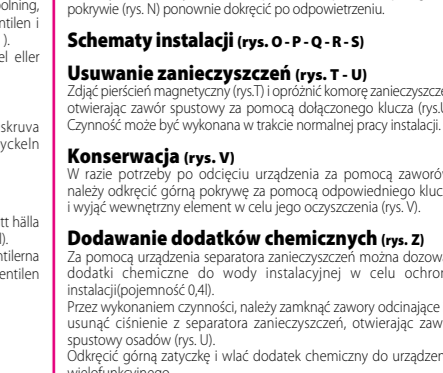 olning,
ntilen i
).
el eller
skruva
yckeln
tt hälla
l).
ntilerna
entilen
pokrywie (rys. N) ponownie dokręcić po odpowietrzeniu.
Schematy instalacji (rys. O - P - Q - R - S)
Usuwanie zanieczyszczeń (rys. T - U)
Zdjąć pierścień magnetyczny (rys.T) i opróżnić komorę zanieczyszcze
otwierając zawór spustowy za pomocą dołączonego klucza (rys.U
Czynność może być wykonana w trakcie normalnej pracy instalacji.
Konserwacja (rys. V)
W razie potrzeby po odcięciu urządzenia za pomocą zaworów
należy odkręcić górną pokrywę za pomocą odpowiedniego kluc
i wyjąć wewnętrzny element w celu jego oczyszczenia (rys. V).
Dodawanie dodatków chemicznych (rys. Z)
Za pomocą urządzenia separatora zanieczyszczeń można dozowa
dodatki chemiczne do wody instalacyjnej w celu ochron
instalacji(pojemność 0,4l).
Przez wykonaniem czynności, należy zamknąć zawory odcinające
usunąć ciśnienie z separatora zanieczyszczeń, otwierając zaw
spustowy osadów (rys. U).
Odkręcić górną zatyczkę i wlać dodatek chemiczny do urządzen
wielofunkcyjnego.